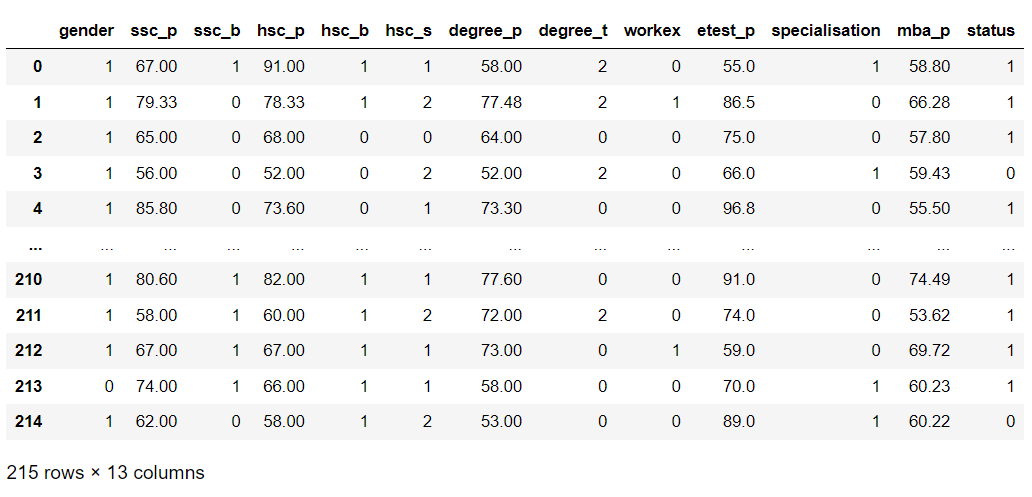 gender ssc_p ssc_b hsc_p hsc_b hsc_s degree_p degree_t workex etest_p specialisation mba_p status
0 1 67.00 1 91.00 1 1 58.00 2 0 55.0 1 58.80 1
1 1 79.33 0 78.33 1 2 77.48 2 1 86.5 0 66.28 1
2 1 65.00 0 68.00 0 0 64.00 0 0 75.0 0 57.80 1
3 1 56.00 0 52.00 0 2 52.00 2 0 66.0 1 59.43 0
4 1 85.80 0 73.60 0 1 73.30 0 0 96.8 0 55.50 1
... ... ... ... ... ... ... ... ... ... ... ... ... ...
210 1 80.60 1 82.00 1 1 77.60 0 0 91.0 0 74.49 1
211 1 58.00 1 60.00 1 2 72.00 2 0 74.0 0 53.62 1
212 1 67.00 1 67.00 1 1 73.00 0 1 59.0 0 69.72 1
213 0 74.00 1 66.00 1 1 58.00 0 0 70.0 1 60.23 1
214 1 62.00 0 58.00 1 2 53.00 0 0 89.0 1 60.22 0
215 rows × 13 columns